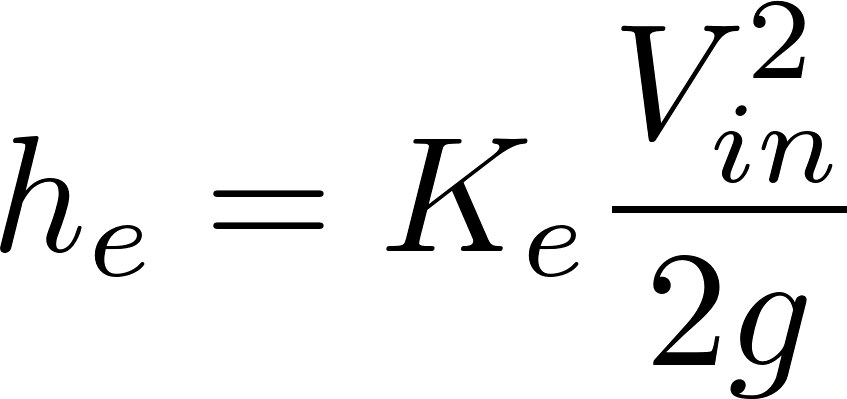 h_e = K_e \frac{V_{in}^2}{2g}